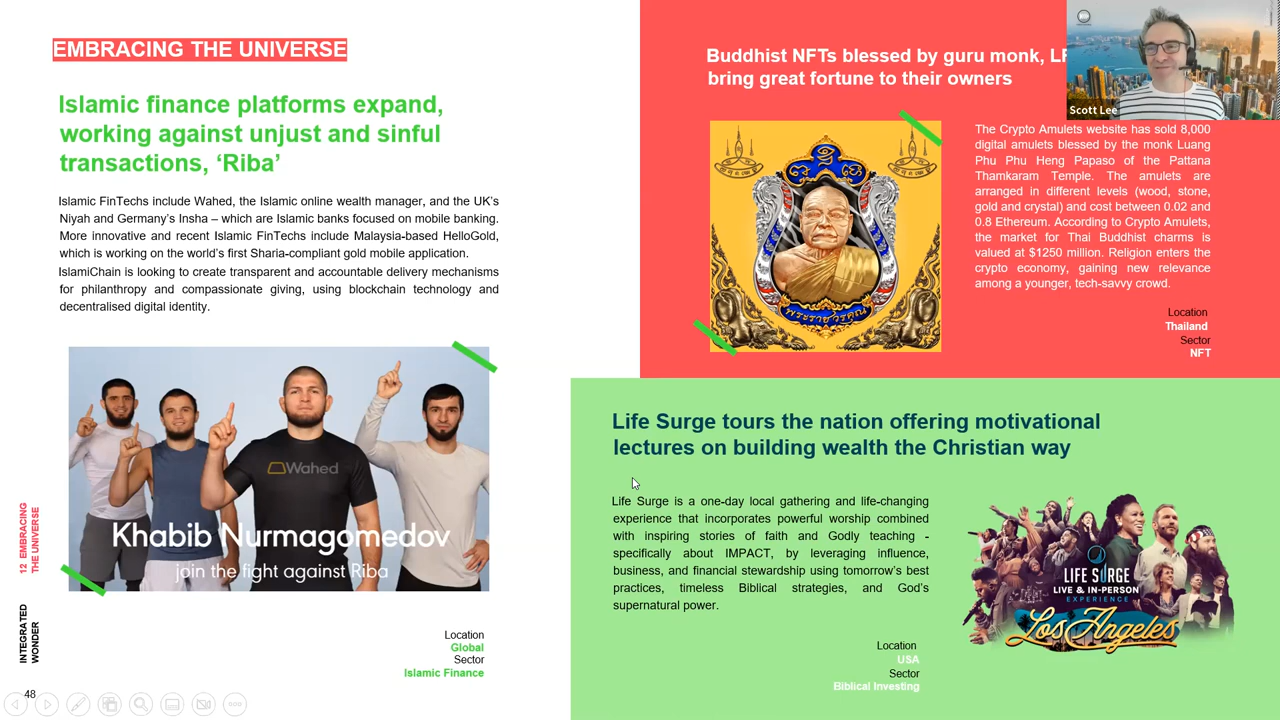 EMBRACING THE UNIVERSE
Islamic finance platforms expand,
working against unjust and sinful
transactions, ‘Riba’
Islamic FinTechs include Wahed, the Islamic online wealth manager, and the UK’s
Niyah and Germany’s Insha – which are Islamic banks focused on mobile banking.
More innovative and recent Islamic FinTechs include Malaysia-based HelloGold,
which is working on the world’s first Sharia-compliant gold mobile application.
IslamiChain is looking to create transparent and accountable delivery mechanisms
for philanthropy and compassionate giving, using blockchain technology and
decentralised digital identity.
Wahed
Khabib Nurmagomedov
join the fight against Riba
Location
Global
Sector
Islamic Finance
12 EMBRACING
THE UNIVERSE
INTEGRATED
WONDER
48
Buddhist NFTs blessed by guru monk, LP
bring great fortune to their owners
Scott Lee
พระราชวรคุณ
The Crypto Amulets website has sold 8,000
digital amulets blessed by the monk Luang
Phu Phu Heng Papaso of the Pattana
Thamkaram Temple. The amulets are
arranged in different levels (wood, stone,
gold and crystal) and cost between 0.02 and
0.8 Ethereum. According to Crypto Amulets,
the market for Thai Buddhist charms is
valued at $1250 million. Religion enters the
crypto economy, gaining new relevance
among a younger, tech-savvy crowd.
Location
Thailand
Sector
NFT
Life Surge tours the nation offering motivational
lectures on building wealth the Christian way
Life Surge is a one-day local gathering and life-changing
experience that incorporates powerful worship combined
with inspiring stories of faith and Godly teaching -
specifically about IMPACT, by leveraging influence,
business, and financial stewardship using tomorrow’s best
practices, timeless Biblical strategies, and God’s
supernatural power.
LIFE SURGE
LIVE & IN-PERSON
EXPERIENCE
Los Angeles
Location
USA
Sector
Biblical Investing